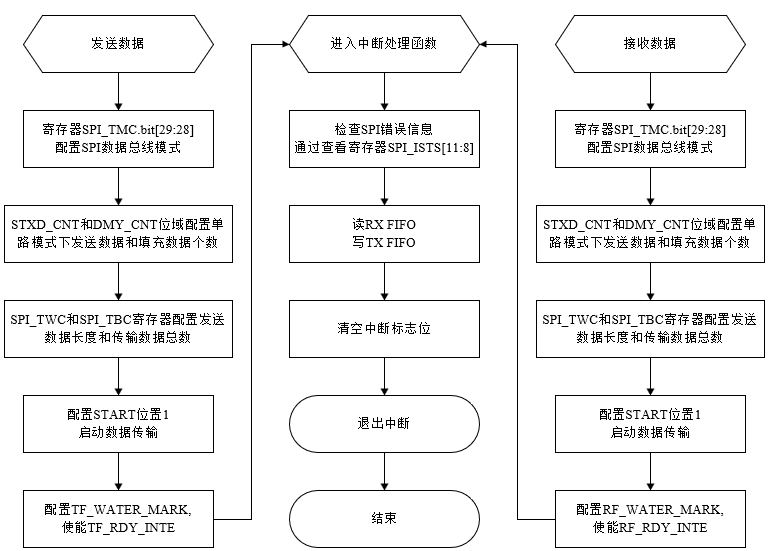 发送数据
寄存器SPI_TMC.bit[29:28]
配置SPI数据总线模式
STXD_CNT和DMY_CNT位域配置单
路模式下发送数据和填充数据个数
SPI_TWC和SPI_TBC寄存器配置发送
数据长度和传输数据总数
配置START位置1
启动数据传输
配置TF_WATER_MARK,
使能TF_RDY_INTE
进入中断处理函数
检查SPI错误信息
通过查看寄存器SPI_ISTS[11:8]
读RX FIFO
写TX FIFO
清空中断标志位
退出中断
结束
接收数据
寄存器SPI_TMC.bit[29:28]
配置SPI数据总线模式
STXD_CNT和DMY_CNT位域配置单
路模式下发送数据和填充数据个数
SPI_TWC和SPI_TBC寄存器配置发送
数据长度和传输数据总数
配置START位置1
启动数据传输
配置RF_WATER_MARK,
使能RF_RDY_INTE